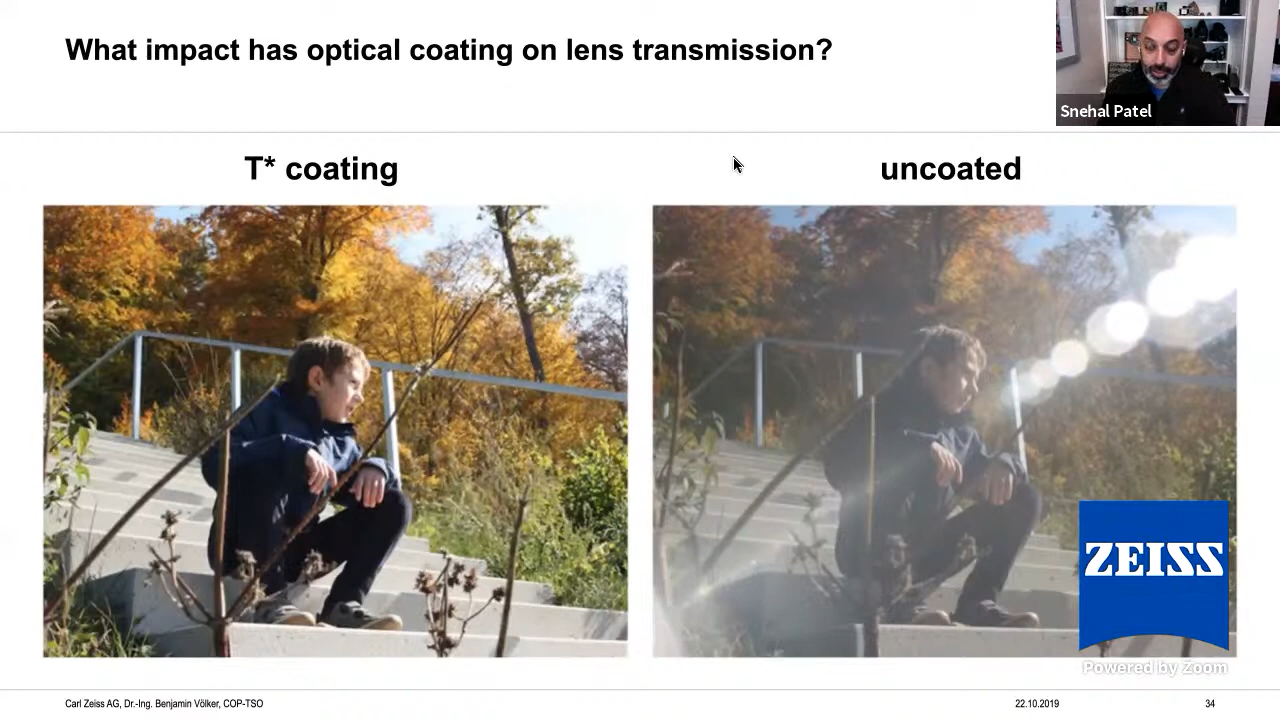 What impact has optical coating on lens transmission?
Snehal Patel
T* coating
uncoated
ZEISS
Powered by Zoom
Carl Zeiss AG, Dr.-Ing. Benjamin Völker, COP-TSO
22.10.2019
34